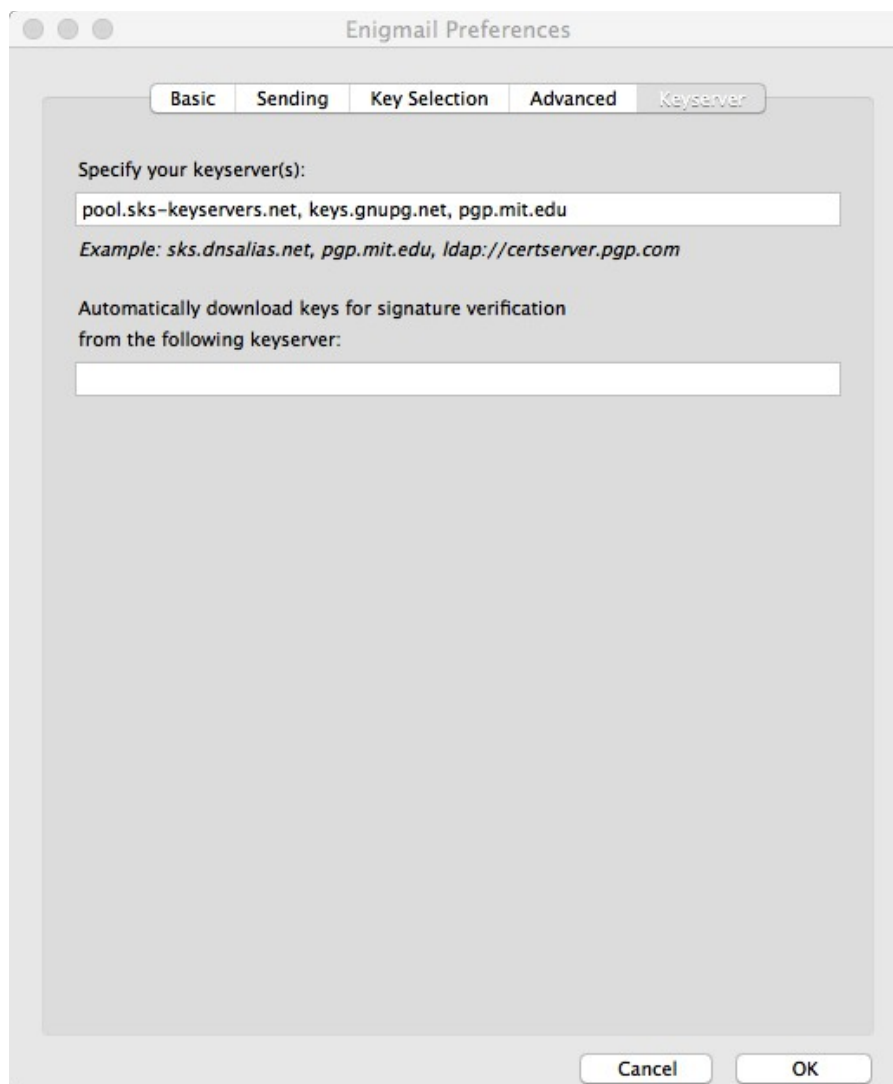 Enigmail Preferences
Basic Sending Key Selection Advanced Keyserver
Specify your keyserver(s):
pool.sks-keyservers.net, keys.gnupg.net, pgp.mit.edu
Example: sks.dnsalias.net, pgp.mit.edu, ldap://certserver.pgp.com
Automatically download keys for signature verification
from the following keyserver:
Cancel OK